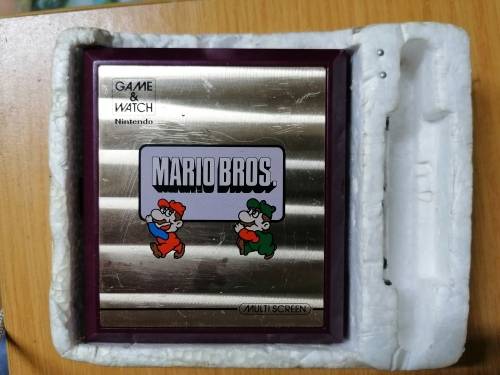 GAME
&
WATCH
Nintendo
MARIO BROS.
MULTI SCREEN